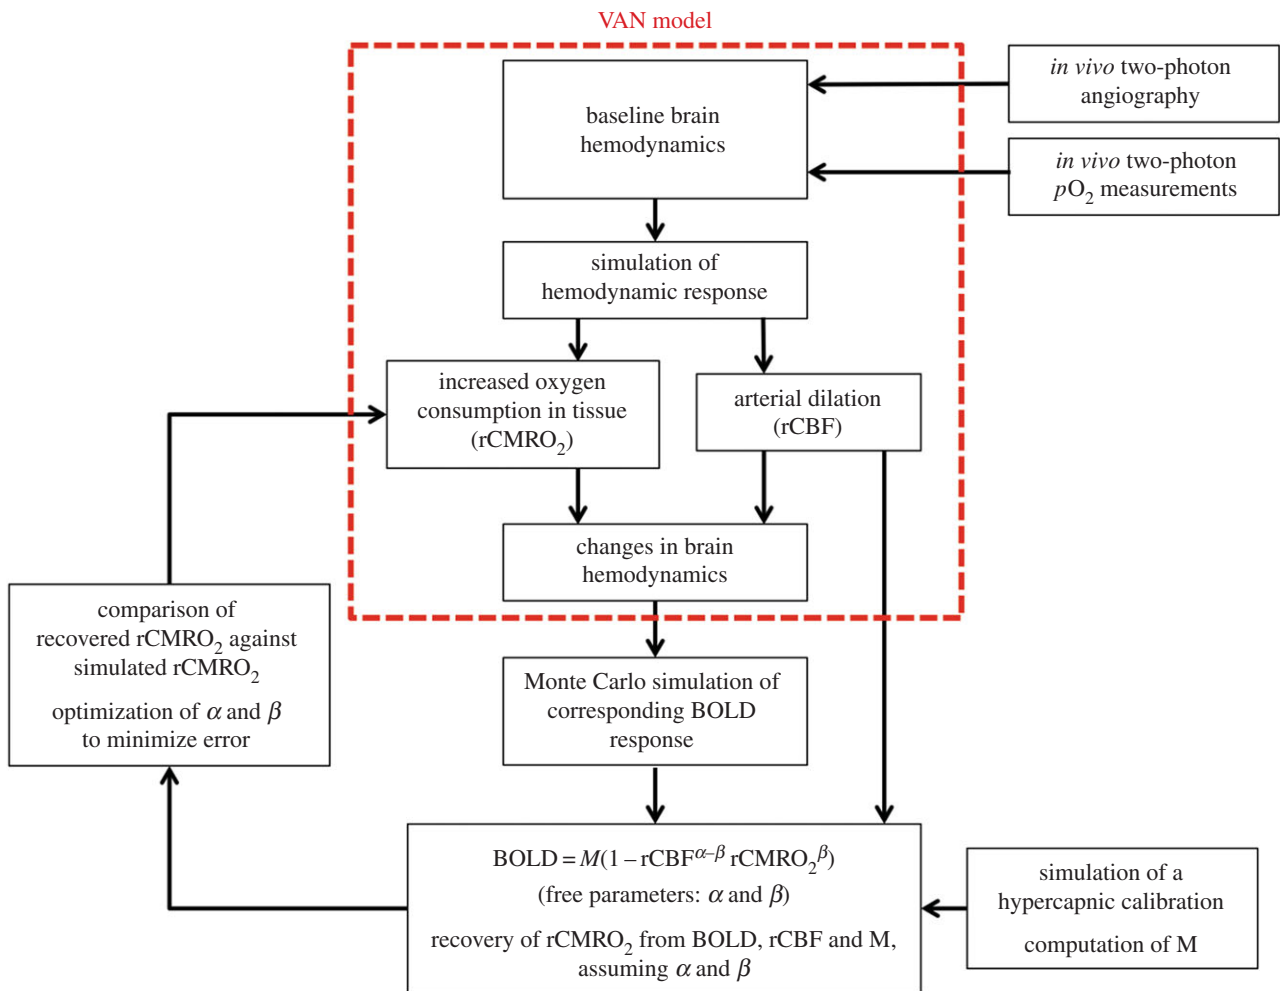 VAN model
baseline brain
hemodynamics
in vivo two-photon
angiography
in vivo two-photon
pO₂ measurements
simulation of
hemodynamic response
increased oxygen
consumption in tissue
(rCMRO₂)
arterial dilation
(rCBF)
changes in brain
hemodynamics
comparison of
recovered rCMRO₂ against
simulated rCMRO₂
optimization of α and β
to minimize error
Monte Carlo simulation of
corresponding BOLD
response
BOLD = M(1 – rCBF^α–β rCMRO₂^β)
(free parameters: α and β)
recovery of rCMRO₂ from BOLD, rCBF and M,
assuming α and β
simulation of a
hypercapnic calibration
computation of M